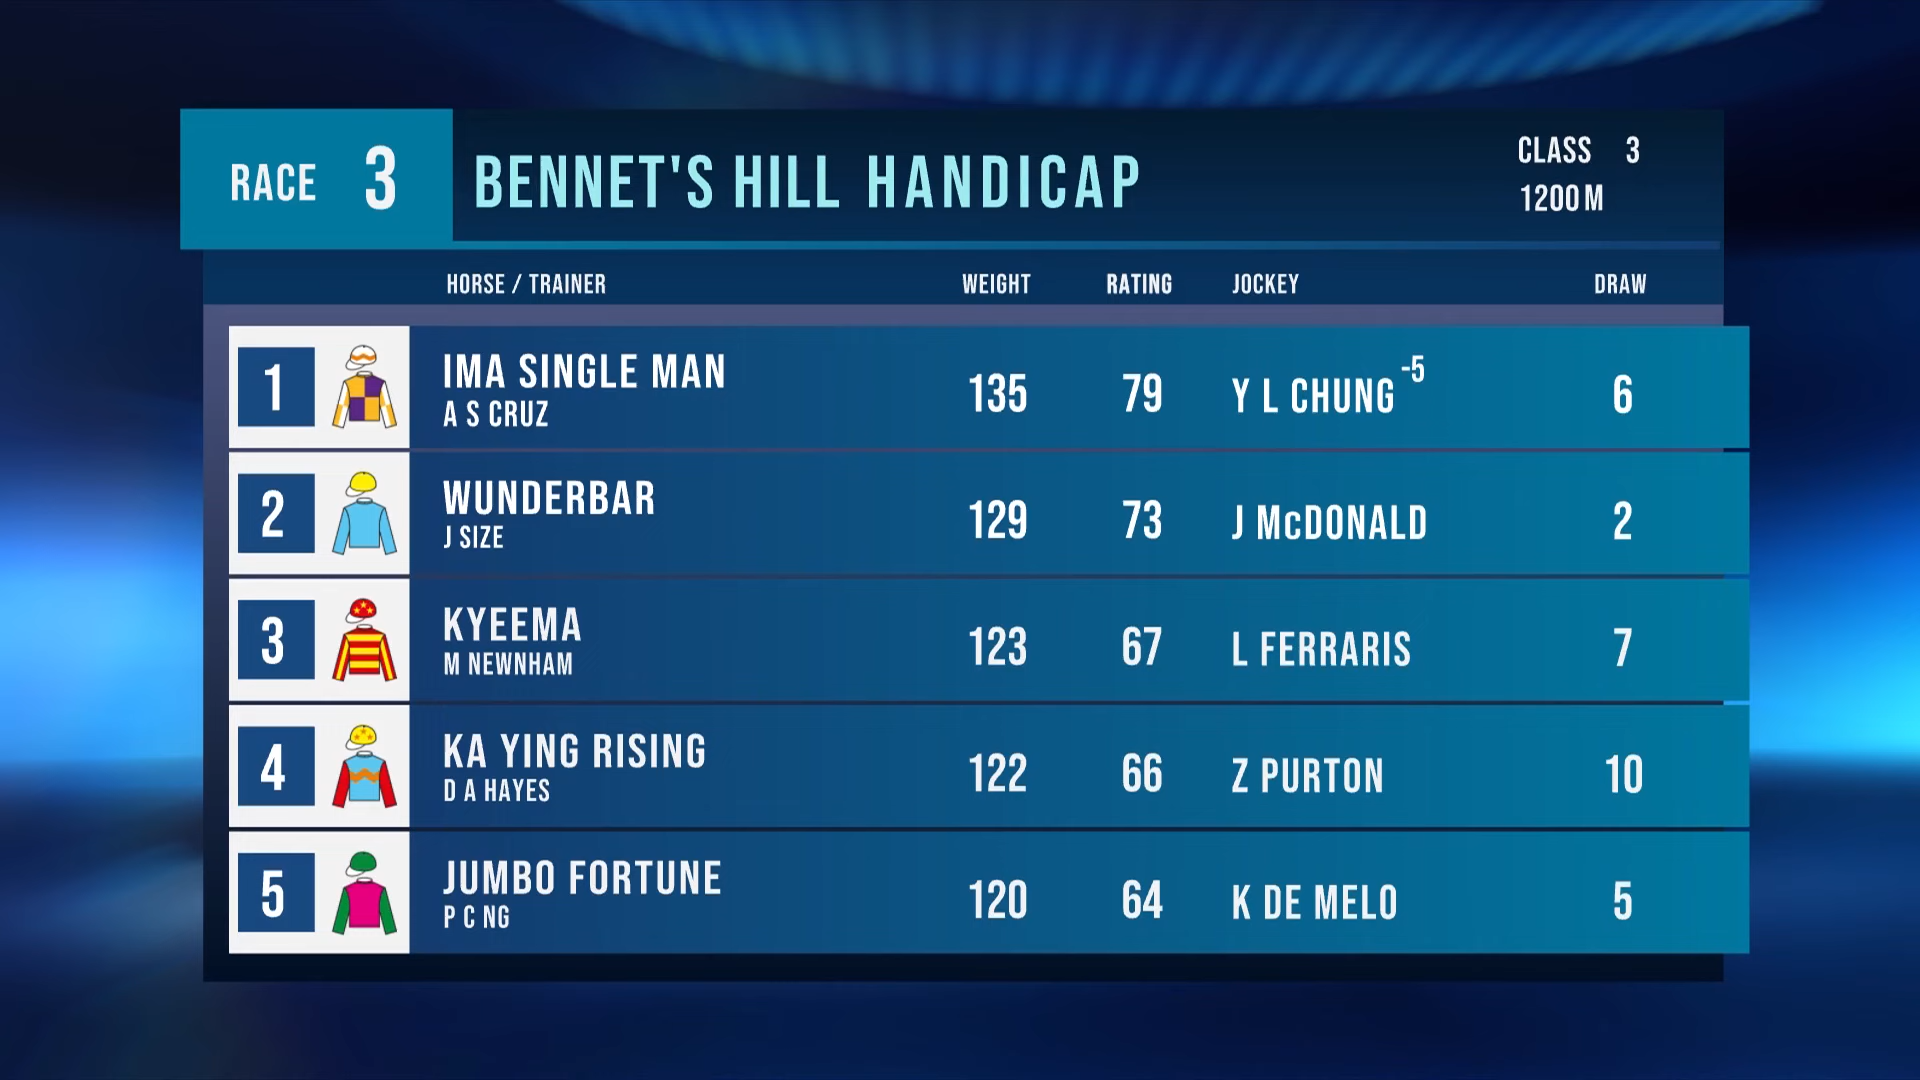 RACE 3 BENNET'S HILL HANDICAP
CLASS 3
1200M
HORSE / TRAINER WEIGHT RATING JOCKEY DRAW
1 IMA SINGLE MAN 135 79 Y L CHUNG -5 6
A S CRUZ
2 WUNDERBAR 129 73 J McDONALD 2
J SIZE
3 KYEEMA 123 67 L FERRARIS 7
M NEWNHAM
4 KA YING RISING 122 66 Z PURTON 10
D A HAYES
5 JUMBO FORTUNE 120 64 K DE MELO 5
P C NG